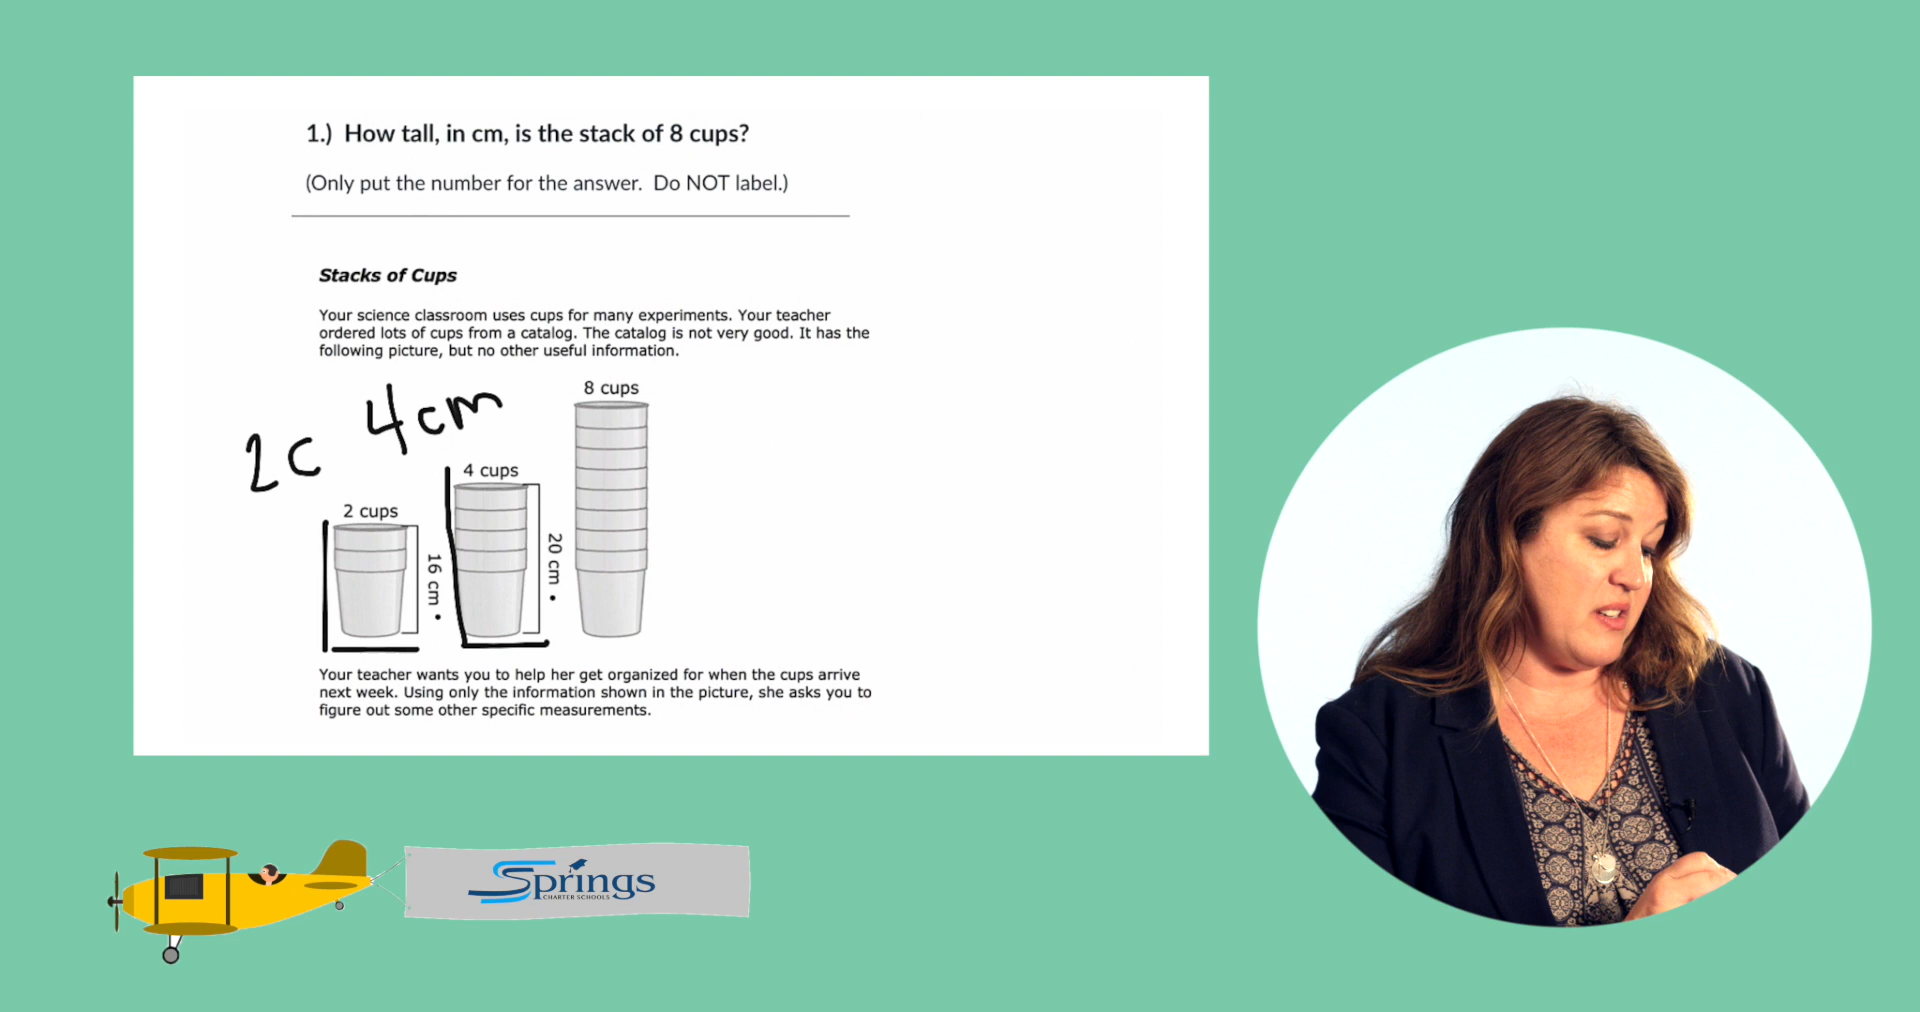 1.) How tall, in cm, is the stack of 8 cups?
(Only put the number for the answer. Do NOT label.)
Stacks of Cups
Your science classroom uses cups for many experiments. Your teacher
ordered lots of cups from a catalog. The catalog is not very good. It has the
following picture, but no other useful information.
2c
4cm
8 cups
4 cups
2 cups
16 cm
20 cm
Your teacher wants you to help her get organized for when the cups arrive
next week. Using only the information shown in the picture, she asks you to
figure out some other specific measurements.
Springs
CHARTER SCHOOLS